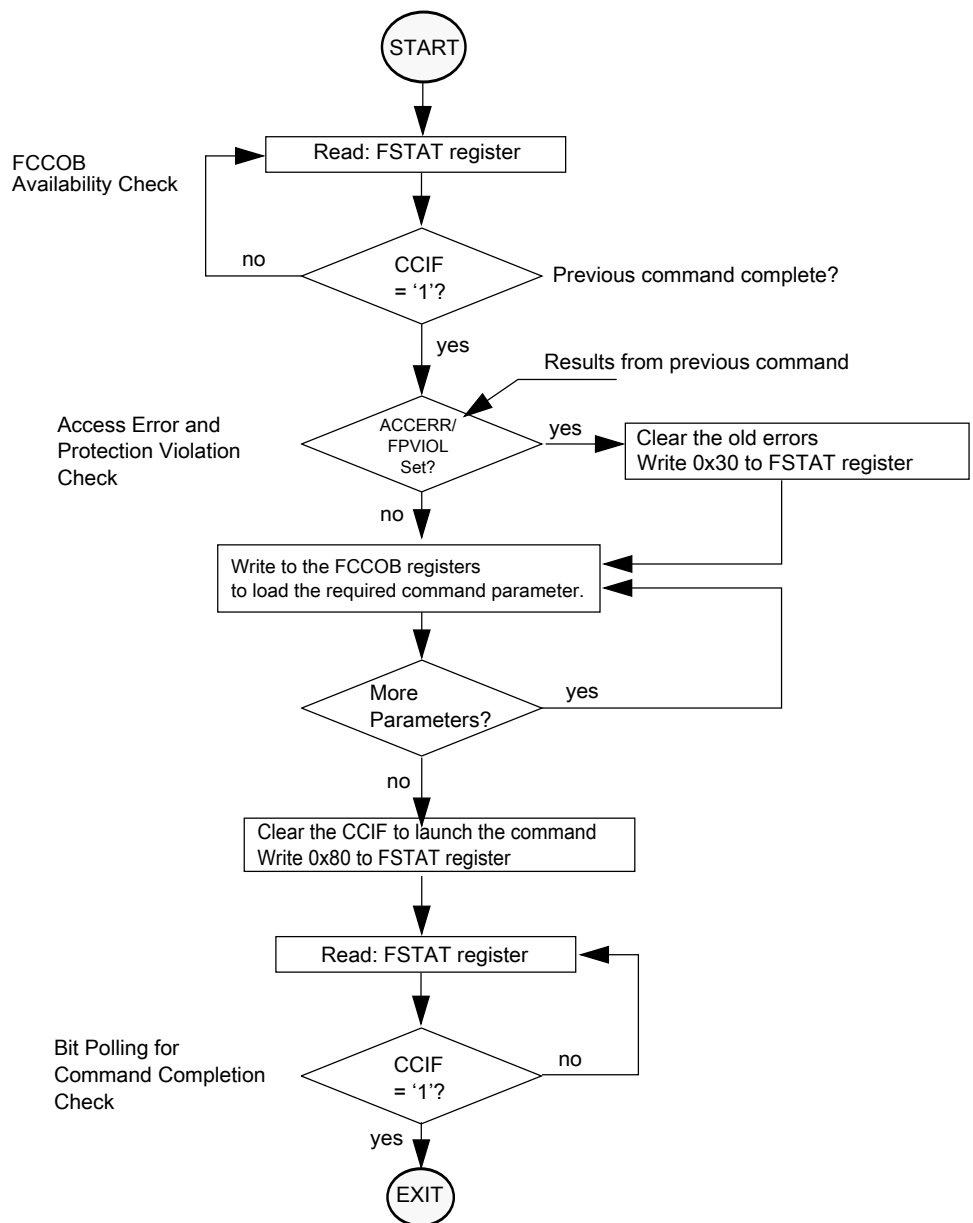 START
Read: FSTAT register
FCCOB
Availability Check
no
CCIF
= ‘1’?
Previous command complete?
yes
Results from previous command
Access Error and
Protection Violation
Check
ACCERR/
FPVIOL
Set?
yes
Clear the old errors
Write 0x30 to FSTAT register
no
Write to the FCCOB registers
to load the required command parameter.
More
Parameters?
yes
no
Clear the CCIF to launch the command
Write 0x80 to FSTAT register
Read: FSTAT register
Bit Polling for
Command Completion
Check
CCIF
= ‘1’?
no
yes
EXIT